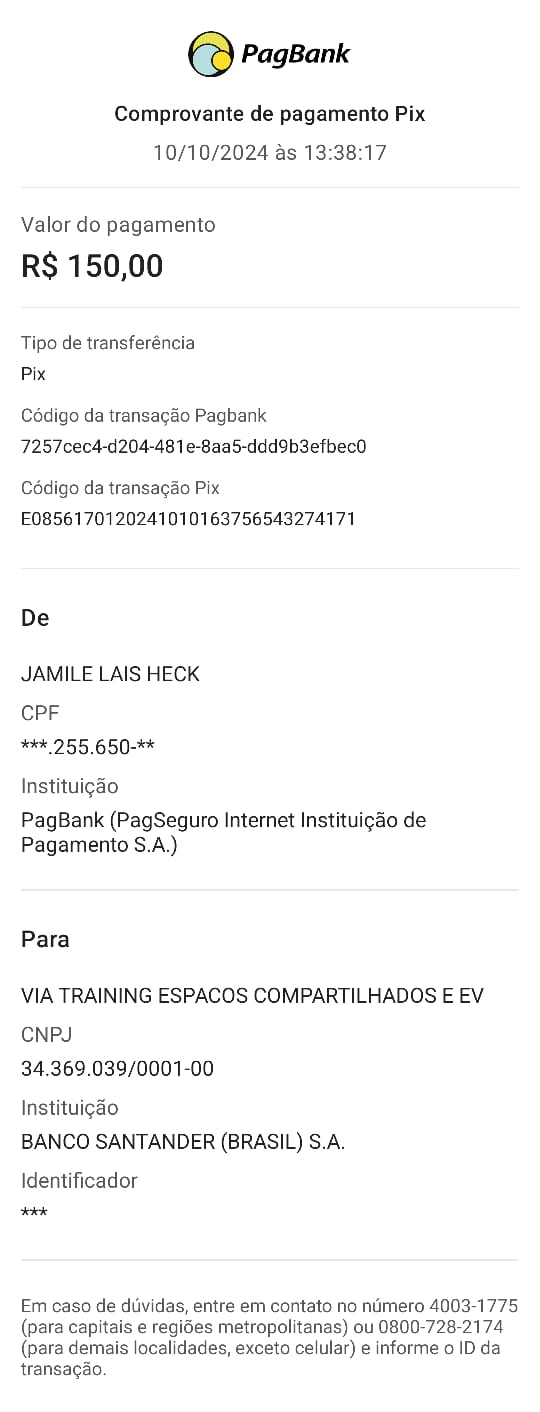 PagBank
Comprovante de pagamento Pix
10/10/2024 às 13:38:17
Valor do pagamento
R$ 150,00
Tipo de transferência
Pix
Código da transação Pagbank
7257cec4-d204-481e-8aa5-ddd9b3efbec0
Código da transação Pix
E0856170120241010163756543274171
De
JAMILE LAIS HECK
CPF
***.255.650-**
Instituição
PagBank (PagSeguro Internet Instituição de
Pagamento S.A.)
Para
VIA TRAINING ESPACOS COMPARTILHADOS E EV
CNPJ
34.369.039/0001-00
Instituição
BANCO SANTANDER (BRASIL) S.A.
Identificador
***
Em caso de dúvidas, entre em contato no número 4003-1775
(para capitais e regiões metropolitanas) ou 0800-728-2174
(para demais localidades, exceto celular) e informe o ID da
transação.